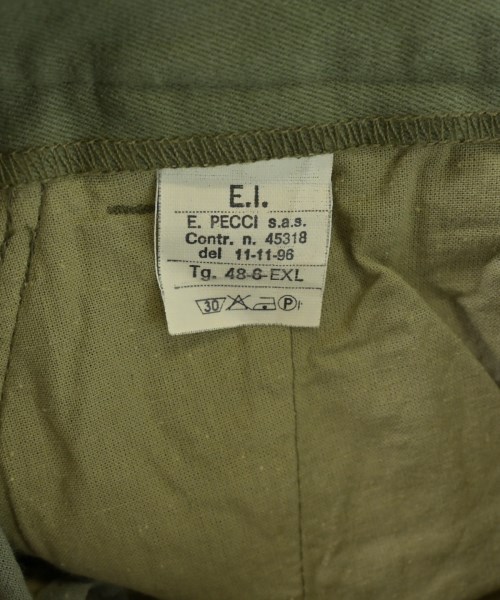 E.I.
E. PECCI s.a.s.
Contr. n. 45318
del 11-11-96
Tg. 48-6-EXL
30 P